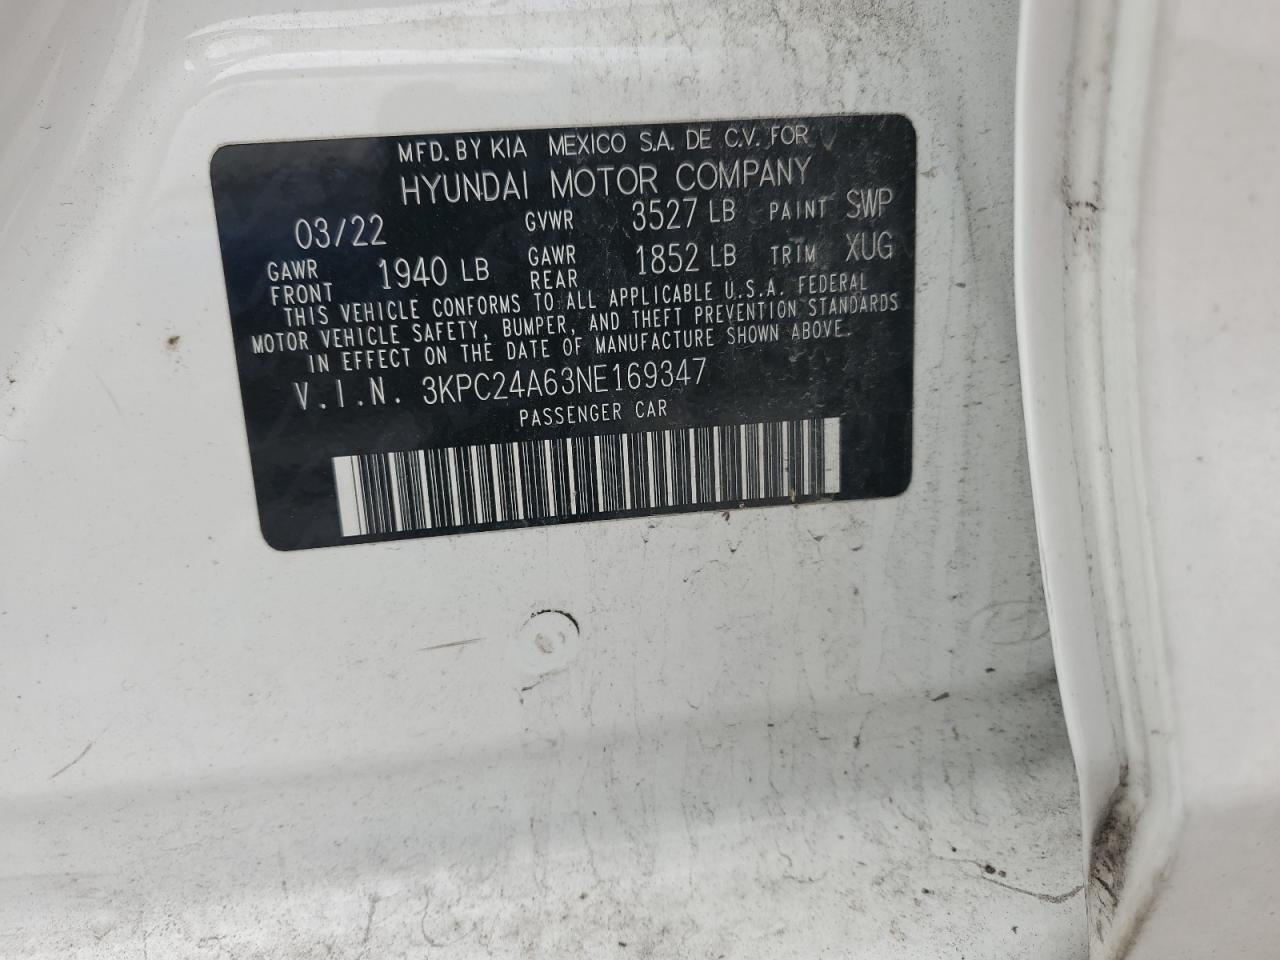 MFD. BY KIA MEXICO S.A. DE C.V. FOR
HYUNDAI MOTOR COMPANY
03/22 GVWR 3527 LB PAINT SWP
GAWR FRONT 1940 LB GAWR REAR 1852 LB TRIM XUG
THIS VEHICLE CONFORMS TO ALL APPLICABLE U.S.A. FEDERAL
MOTOR VEHICLE SAFETY, BUMPER, AND THEFT PREVENTION STANDARDS
IN EFFECT ON THE DATE OF MANUFACTURE SHOWN ABOVE.
V.I.N. 3KPC24A63NE169347
PASSENGER CAR